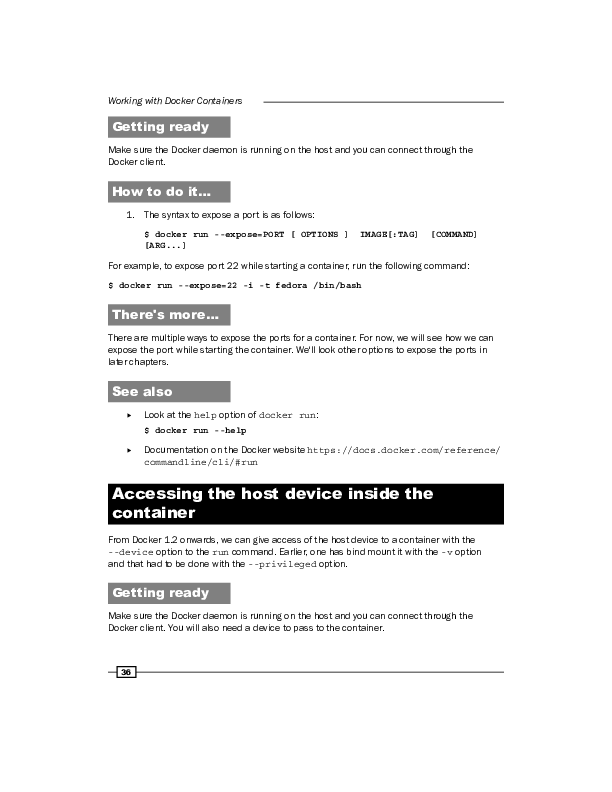 Working with Docker Containers
Getting ready
Make sure the Docker daemon is running on the host and you can connect through the
Docker client.
How to do it...
1. The syntax to expose a port is as follows:
$ docker run --expose=PORT [ OPTIONS ]  IMAGE[:TAG]  [COMMAND]
[ARG...]
For example, to expose port 22 while starting a container, run the following command:
$ docker run --expose=22 -i -t fedora /bin/bash
There's more...
There are multiple ways to expose the ports for a container. For now, we will see how we can
expose the port while starting the container. We'll look other options to expose the ports in
later chapters.
See also
▶ Look at the help option of docker run:
$ docker run --help
▶ Documentation on the Docker website https://docs.docker.com/reference/
commandline/cli/#run
Accessing the host device inside the
container
From Docker 1.2 onwards, we can give access of the host device to a container with the
--device option to the run command. Earlier, one has bind mount it with the -v option
and that had to be done with the --privileged option.
Getting ready
Make sure the Docker daemon is running on the host and you can connect through the
Docker client. You will also need a device to pass to the container.
36